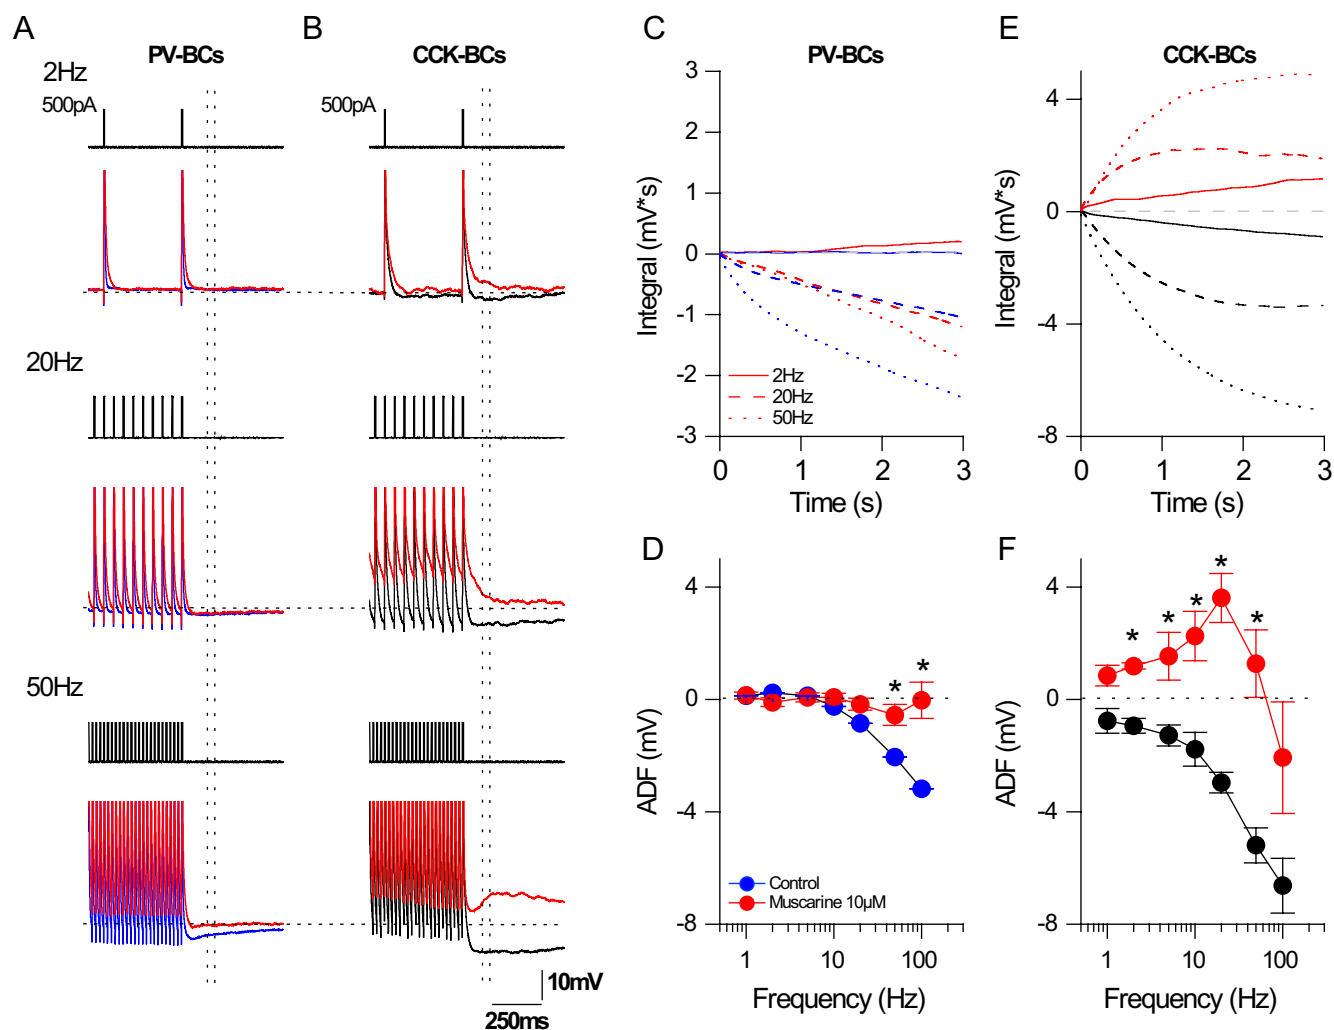 A
PV-BCs
2Hz
500pA
20Hz
50Hz
B
CCK-BCs
500pA
10mV
250ms
C
PV-BCs
Integral (mV*s)
3
2
1
0
-1
-2
-3
2Hz
20Hz
50Hz
0 1 2 3
Time (s)
E
CCK-BCs
Integral (mV*s)
4
0
-4
-8
0 1 2 3
Time (s)
D
ADF (mV)
4
0
-4
-8
* *
Control
Muscarine 10µM
1 10 100
Frequency (Hz)
F
ADF (mV)
4
0
-4
-8
* * * * *
1 10 100
Frequency (Hz)